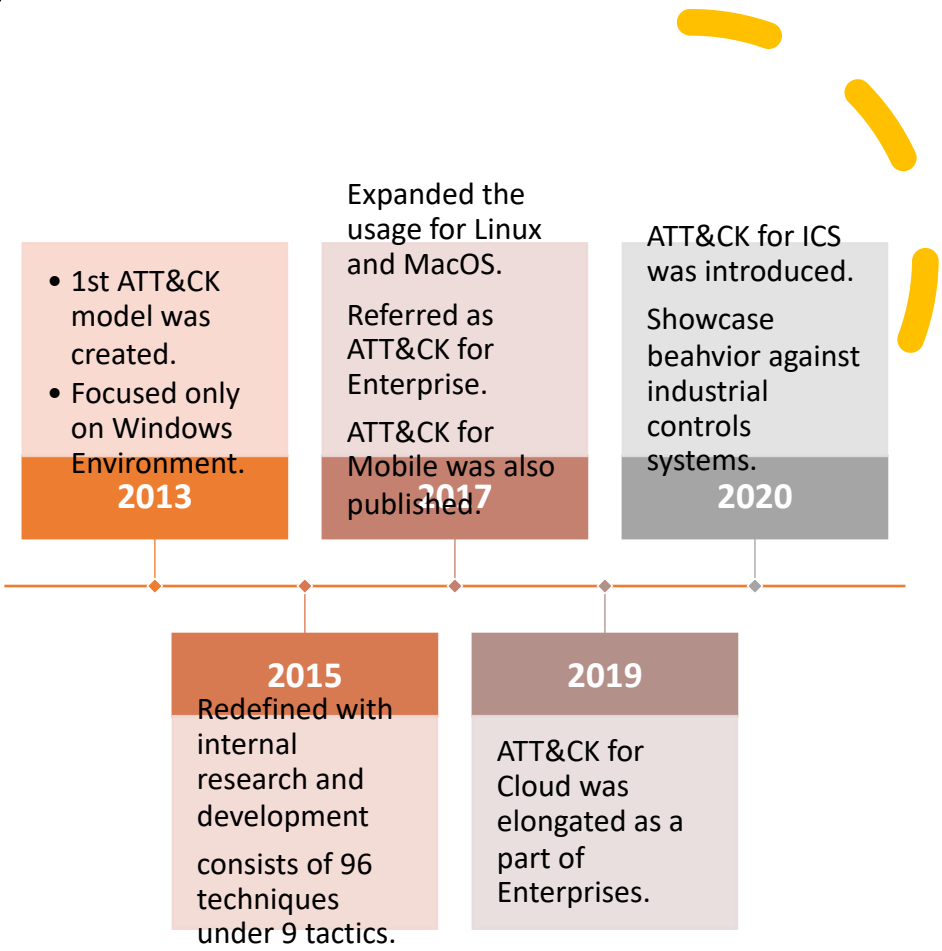 • 1st ATT&CK
model was
created.
• Focused only
on Windows
Environment.
2013
Redefined with
internal
research and
development
consists of 96
techniques
under 9 tactics.
2015
Expanded the
usage for Linux
and MacOS.
Referred as
ATT&CK for
Enterprise.
ATT&CK for
Mobile was also
published.
2017
2019
ATT&CK for
Cloud was
elongated as a
part of
Enterprises.
ATT&CK for ICS
was introduced.
Showcase
beahvior against
industrial
controls
systems.
2020